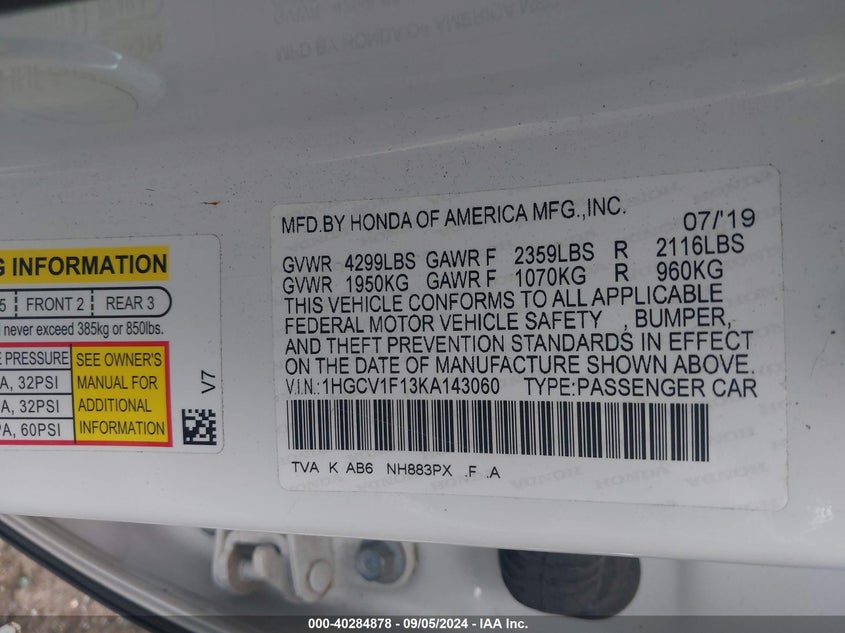 MFD.BY HONDA OF AMERICA MFG.,INC. 07/'19
GVWR 4299LBS GAWR F 2359LBS R 2116LBS
GVWR 1950KG GAWR F 1070KG R 960KG
THIS VEHICLE CONFORMS TO ALL APPLICABLE
FEDERAL MOTOR VEHICLE SAFETY , BUMPER,
AND THEFT PREVENTION STANDARDS IN EFFECT
ON THE DATE OF MANUFACTURE SHOWN ABOVE.
V.I.N.:1HGCV1F13KA143060 TYPE:PASSENGER CAR
TVA K AB6 NH883PX .F .A
G INFORMATION
5 FRONT 2 REAR 3
never exceed 385kg or 850lbs.
E PRESSURE
A, 32PSI
A, 32PSI
PA, 60PSI
SEE OWNER'S
MANUAL FOR
ADDITIONAL
INFORMATION
V7
000-40284878 - 09/05/2024 - IAA Inc.